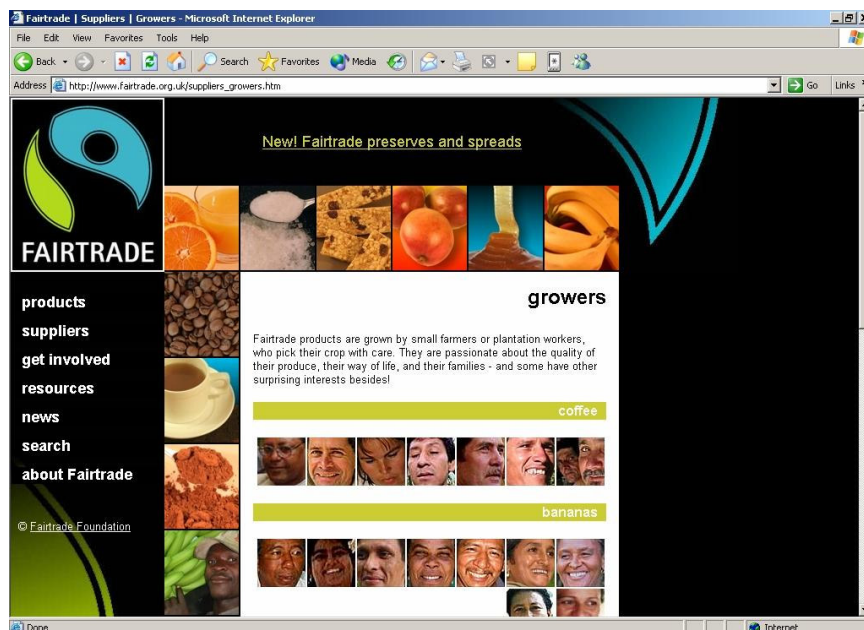 Fairtrade | Suppliers | Growers - Microsoft Internet Explorer
File Edit View Favorites Tools Help
Back Search Favorites Media
Address http://www.fairtrade.org.uk/suppliers_growers.htm Go Links
New! Fairtrade preserves and spreads
FAIRTRADE
growers
products
suppliers
get involved
resources
news
search
about Fairtrade
© Fairtrade Foundation
Fairtrade products are grown by small farmers or plantation workers,
who pick their crop with care. They are passionate about the quality of
their produce, their way of life, and their families - and some have other
surprising interests besides!
coffee
bananas
Done Internet